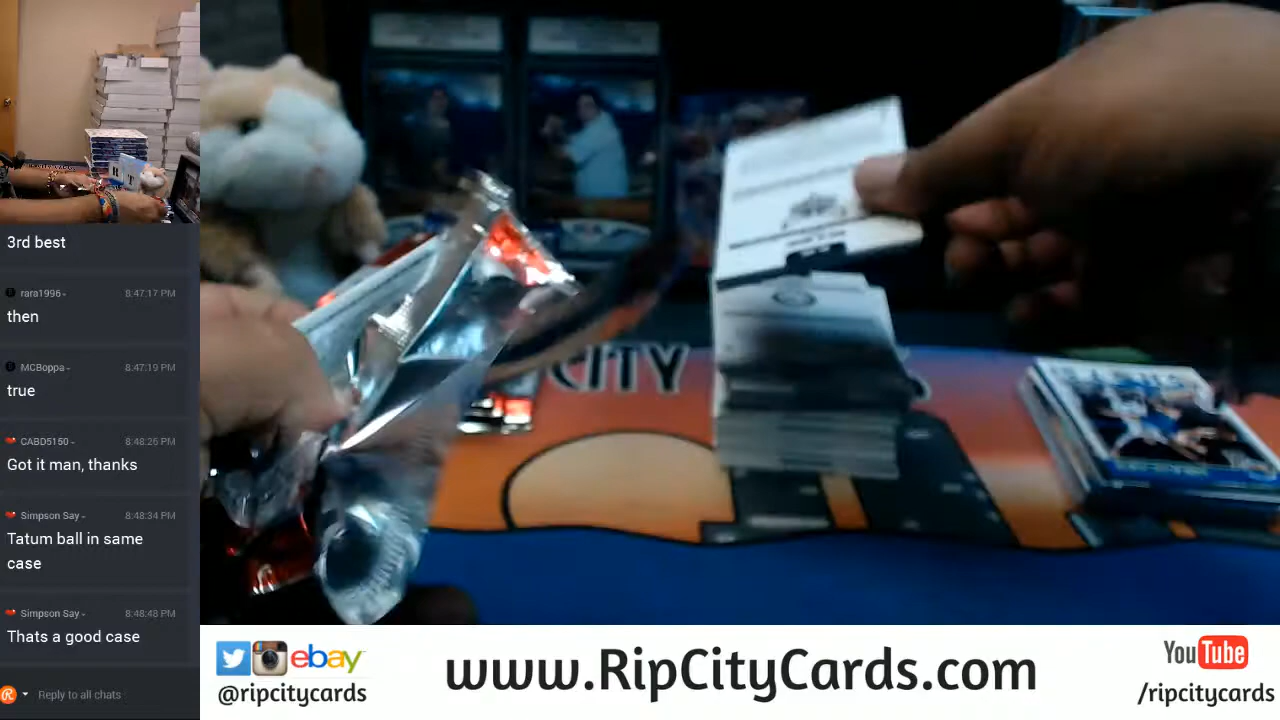 3rd best
rara1996
8:47:17 PM
then
MCBoppa
8:47:19 PM
true
CABD5150
8:48:25 PM
Got it man, thanks
Simpson Say
8:48:34 PM
Tatum ball in same
case
Simpson Say
8:48:48 PM
Thats a good case
Reply to all chats
CITY
ebay
@ripcitycards
www.RipCityCards.com
YouTube
/ripcitycards